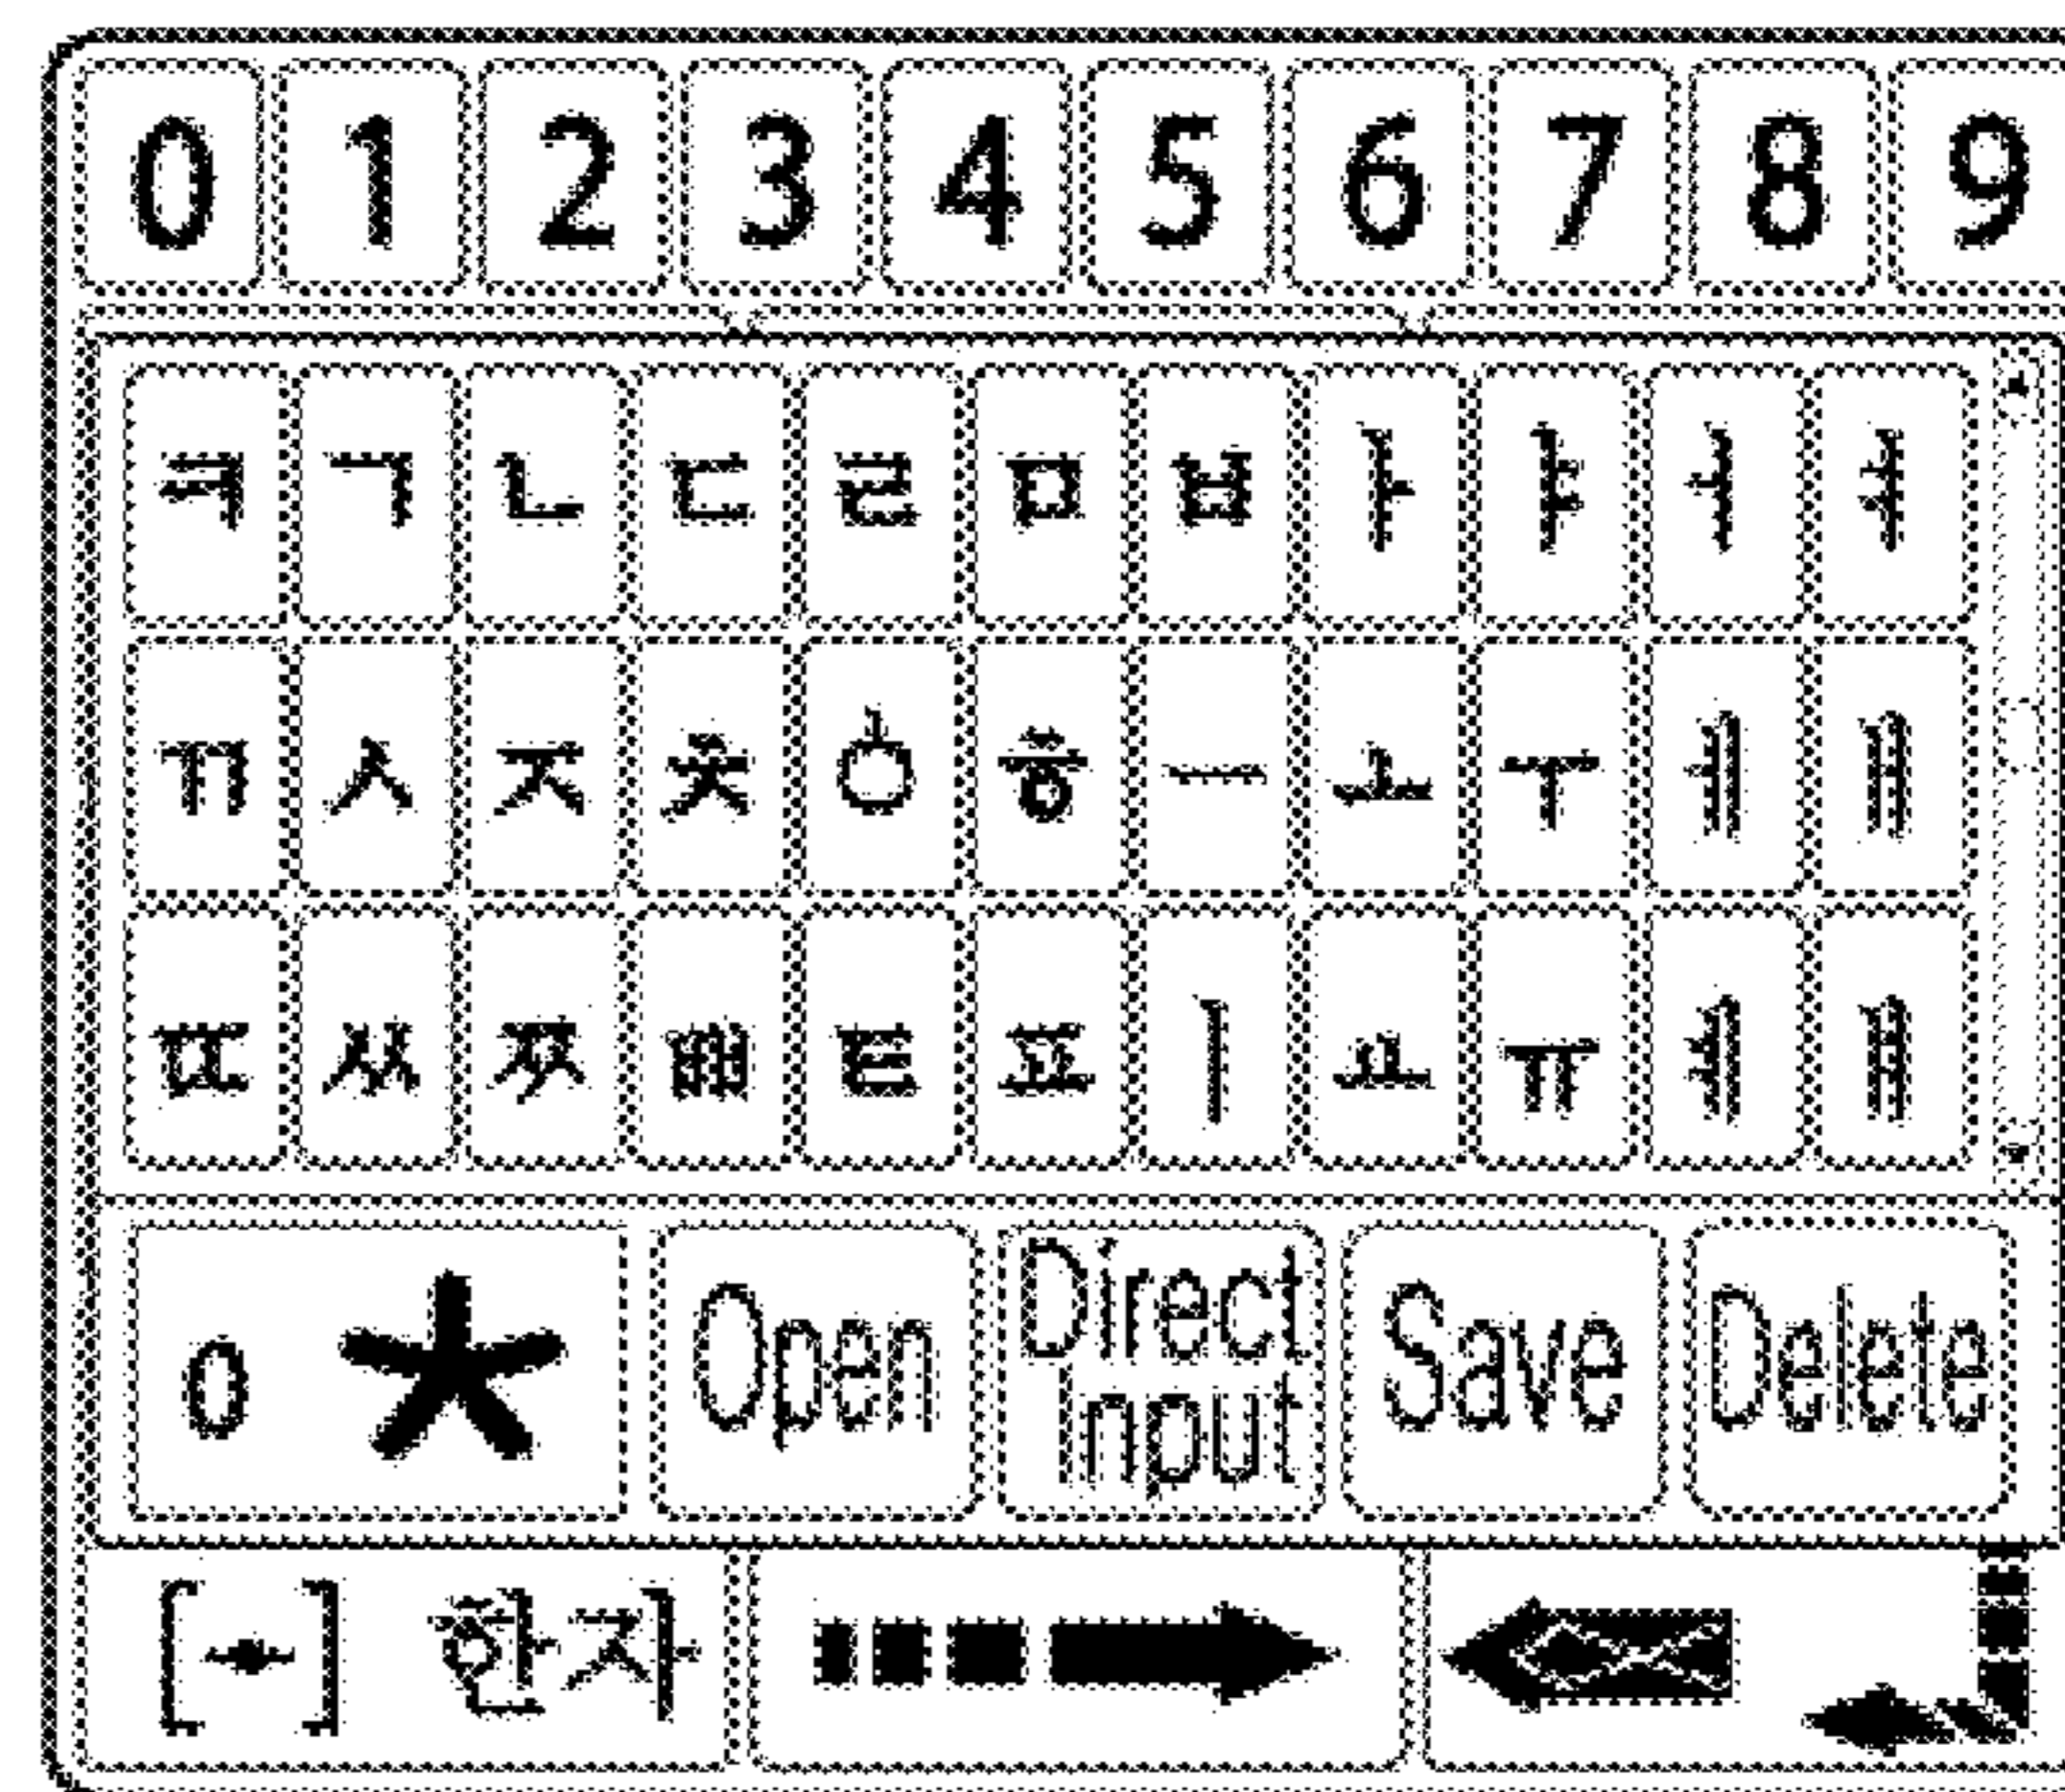 0 1 2 3 4 5 6 7 8 9
ㅋ ㄱ ㄴ ㄷ ㄹ ㅁ ㅂ ㅏ ㅑ ㅓ ㅕ
ㄲ ㅅ ㅈ ㅊ ㅇ ㅎ ㅡ ㅗ ㅜ ㅔ ㅐ
ㄸ ㅆ ㅉ ㅃ ㅌ ㅍ ㅣ ㅛ ㅠ ㅖ ㅒ
0 * Open Direct Input Save Delete
[-] 한자